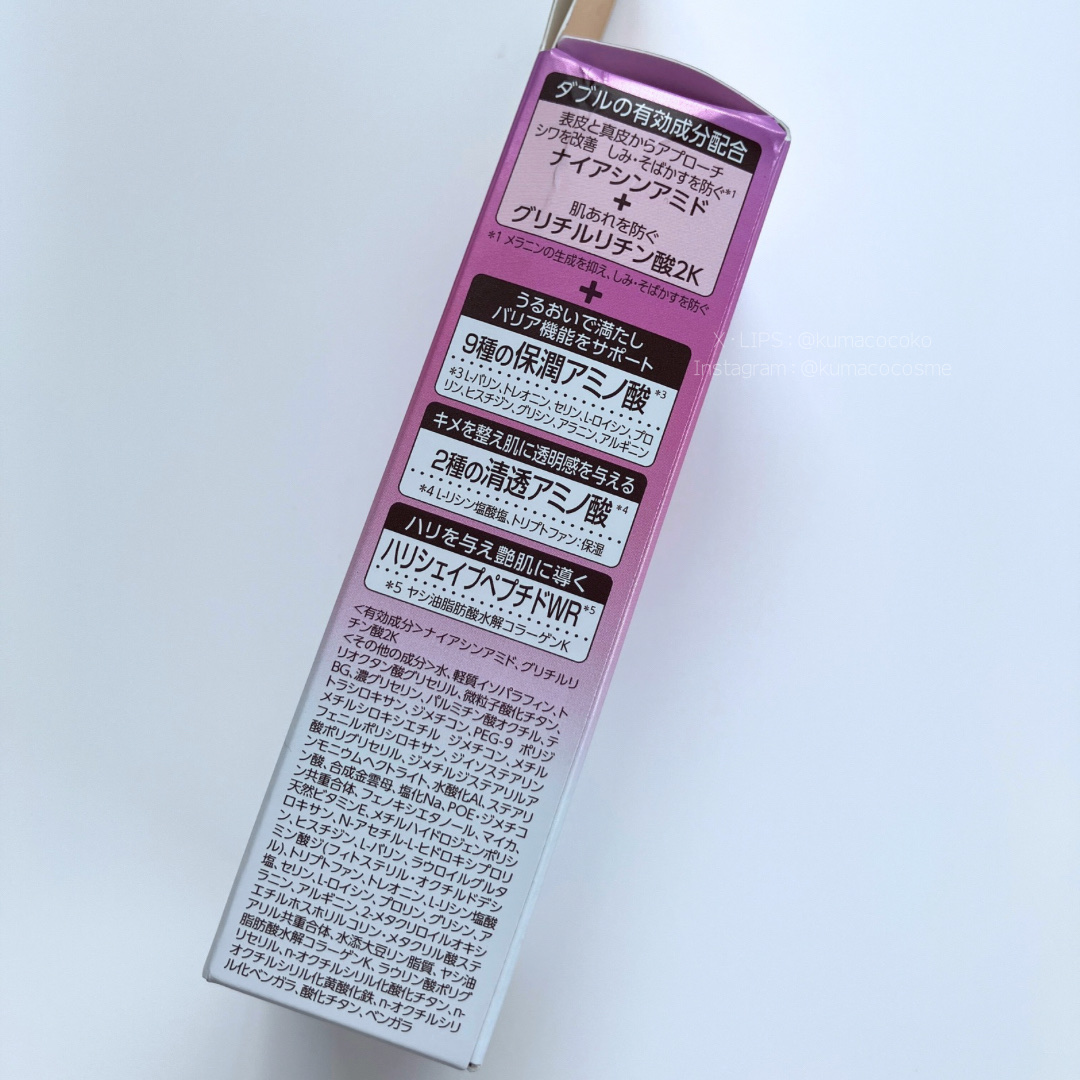 ダブルの有効成分配合
表皮と真皮からアプローチ
シワを改善 しみ・そばかすを防ぐ*1
ナイアシンアミド
+
肌あれを防ぐ
グリチルリチン酸2K
*1 メラニンの生成を抑え、しみ・そばかすを防ぐ
+
うるおいで満たし
バリア機能をサポート
9種の保潤アミノ酸*3
*3 L-バリン、トレオニン、セリン、L-ロイシン、プロ
リン、ヒスチジン、グリシン、アラニン、アルギニン
キメを整え肌に透明感を与える
2種の清透アミノ酸*4
*4 L-リシン塩酸塩、トリプトファン:保湿
ハリを与え艶肌に導く
ハリシェイプペプチドWR*5
*5 ヤシ油脂肪酸水解コラーゲンK
<有効成分>ナイアシンアミド、グリチルリ
チン酸2K
<その他の成分>水、軽質イソパラフィン、ト
リオクタン酸グリセリル、微粒子酸化チタン、
BG、濃グリセリン、パルミチン酸オクチル、テ
トラシロキサン、ジメチコン、PEG-9 ポリジ
メチルシロキシエチル ジメチコン、メチル
フェニルポリシロキサン、ジイソステアリン
酸ポリグリセリル、ジメチルジステアリルア
ンモニウムヘクトライト、水酸化Al、ステアリ
ン酸、合成金雲母、塩化Na、POE・ジメチコ
ン共重合体、フェノキシエタノール、マイカ、
天然ビタミンE、メチルハイドロジェンポリシ
ロキサン、N-アセチル-L-ヒドロキシプロリ
ン、ヒスチジン、L-バリン、ラウロイルグルタ
ミン酸ジ(フィトステリル・オクチルドデシ
ル)、トリプトファン、トレオニン、L-リシン塩酸
塩、セリン、L-ロイシン、プロリン、グリシン、ア
ラニン、アルギニン、2-メタクリロイルオキシ
エチルホスホリルコリン・メタクリル酸ステ
アリル共重合体、水添大豆リン脂質、ヤシ油
脂肪酸水解コラーゲンK、ラウリン酸ポリグ
リセリル、n-オクチルシリル化酸化チタン、n-
オクチルシリル化黄酸化鉄、n-オクチルシリ
ル化ベンガラ、酸化チタン、ベンガラ
X・LIPS : @kumacocoko
Instagram : @kumacocosme